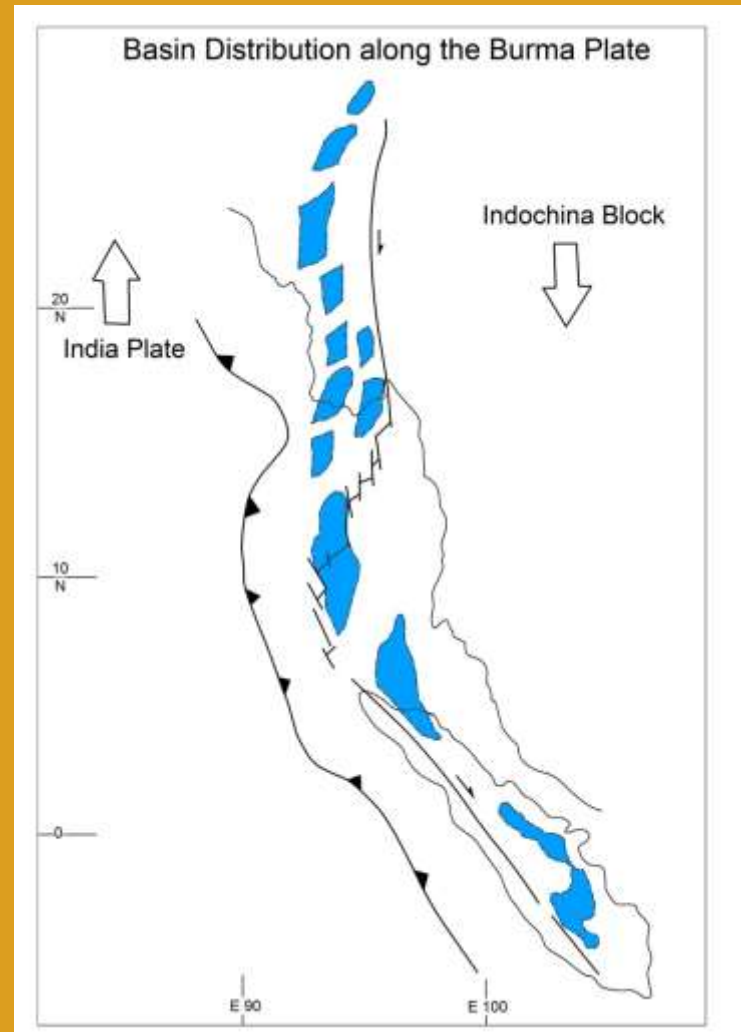 Basin Distribution along the Burma Plate
Indochina Block
20
N
India Plate
10
N
0
E 90
E 100